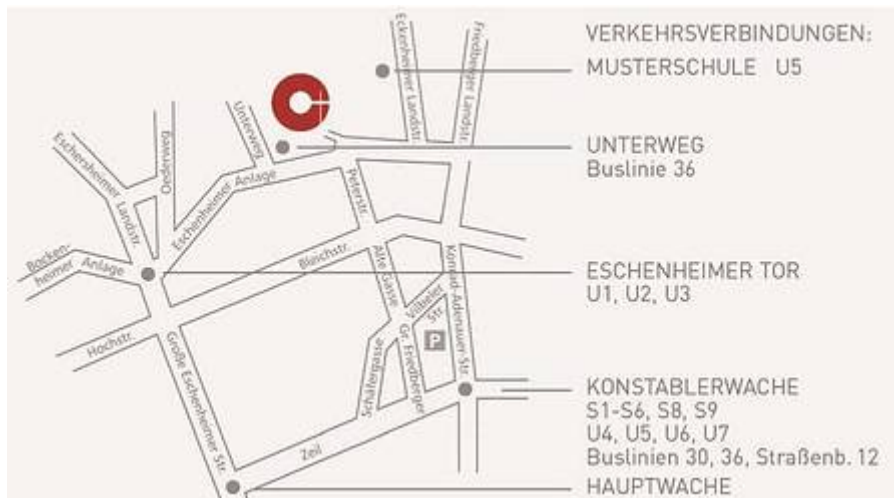 VERKEHRSVERBINDUNGEN:
MUSTERSCHULE U5
UNTERWEG
Buslinie 36
ESCHENHEIMER TOR
U1, U2, U3
KONSTABLERWACHE
S1-S6, S8, S9
U4, U5, U6, U7
Buslinien 30, 36, Straßenb. 12
HAUPTWACHE
Eckenheimer Landstr.
Friedberger Landstr.
Unterweg
Oederweg
Eschersheimer
Landstr.
Eschenheimer Anlage
Peterstr.
Bocken-
heimer Anlage
Bleichstr.
Alte Gasse
Konrad-Adenauer-Str.
Vilbeler
Str.
P
Hochstr.
Große Eschenheimer Str.
Schäfergasse
Gr. Friedberger
Zeil